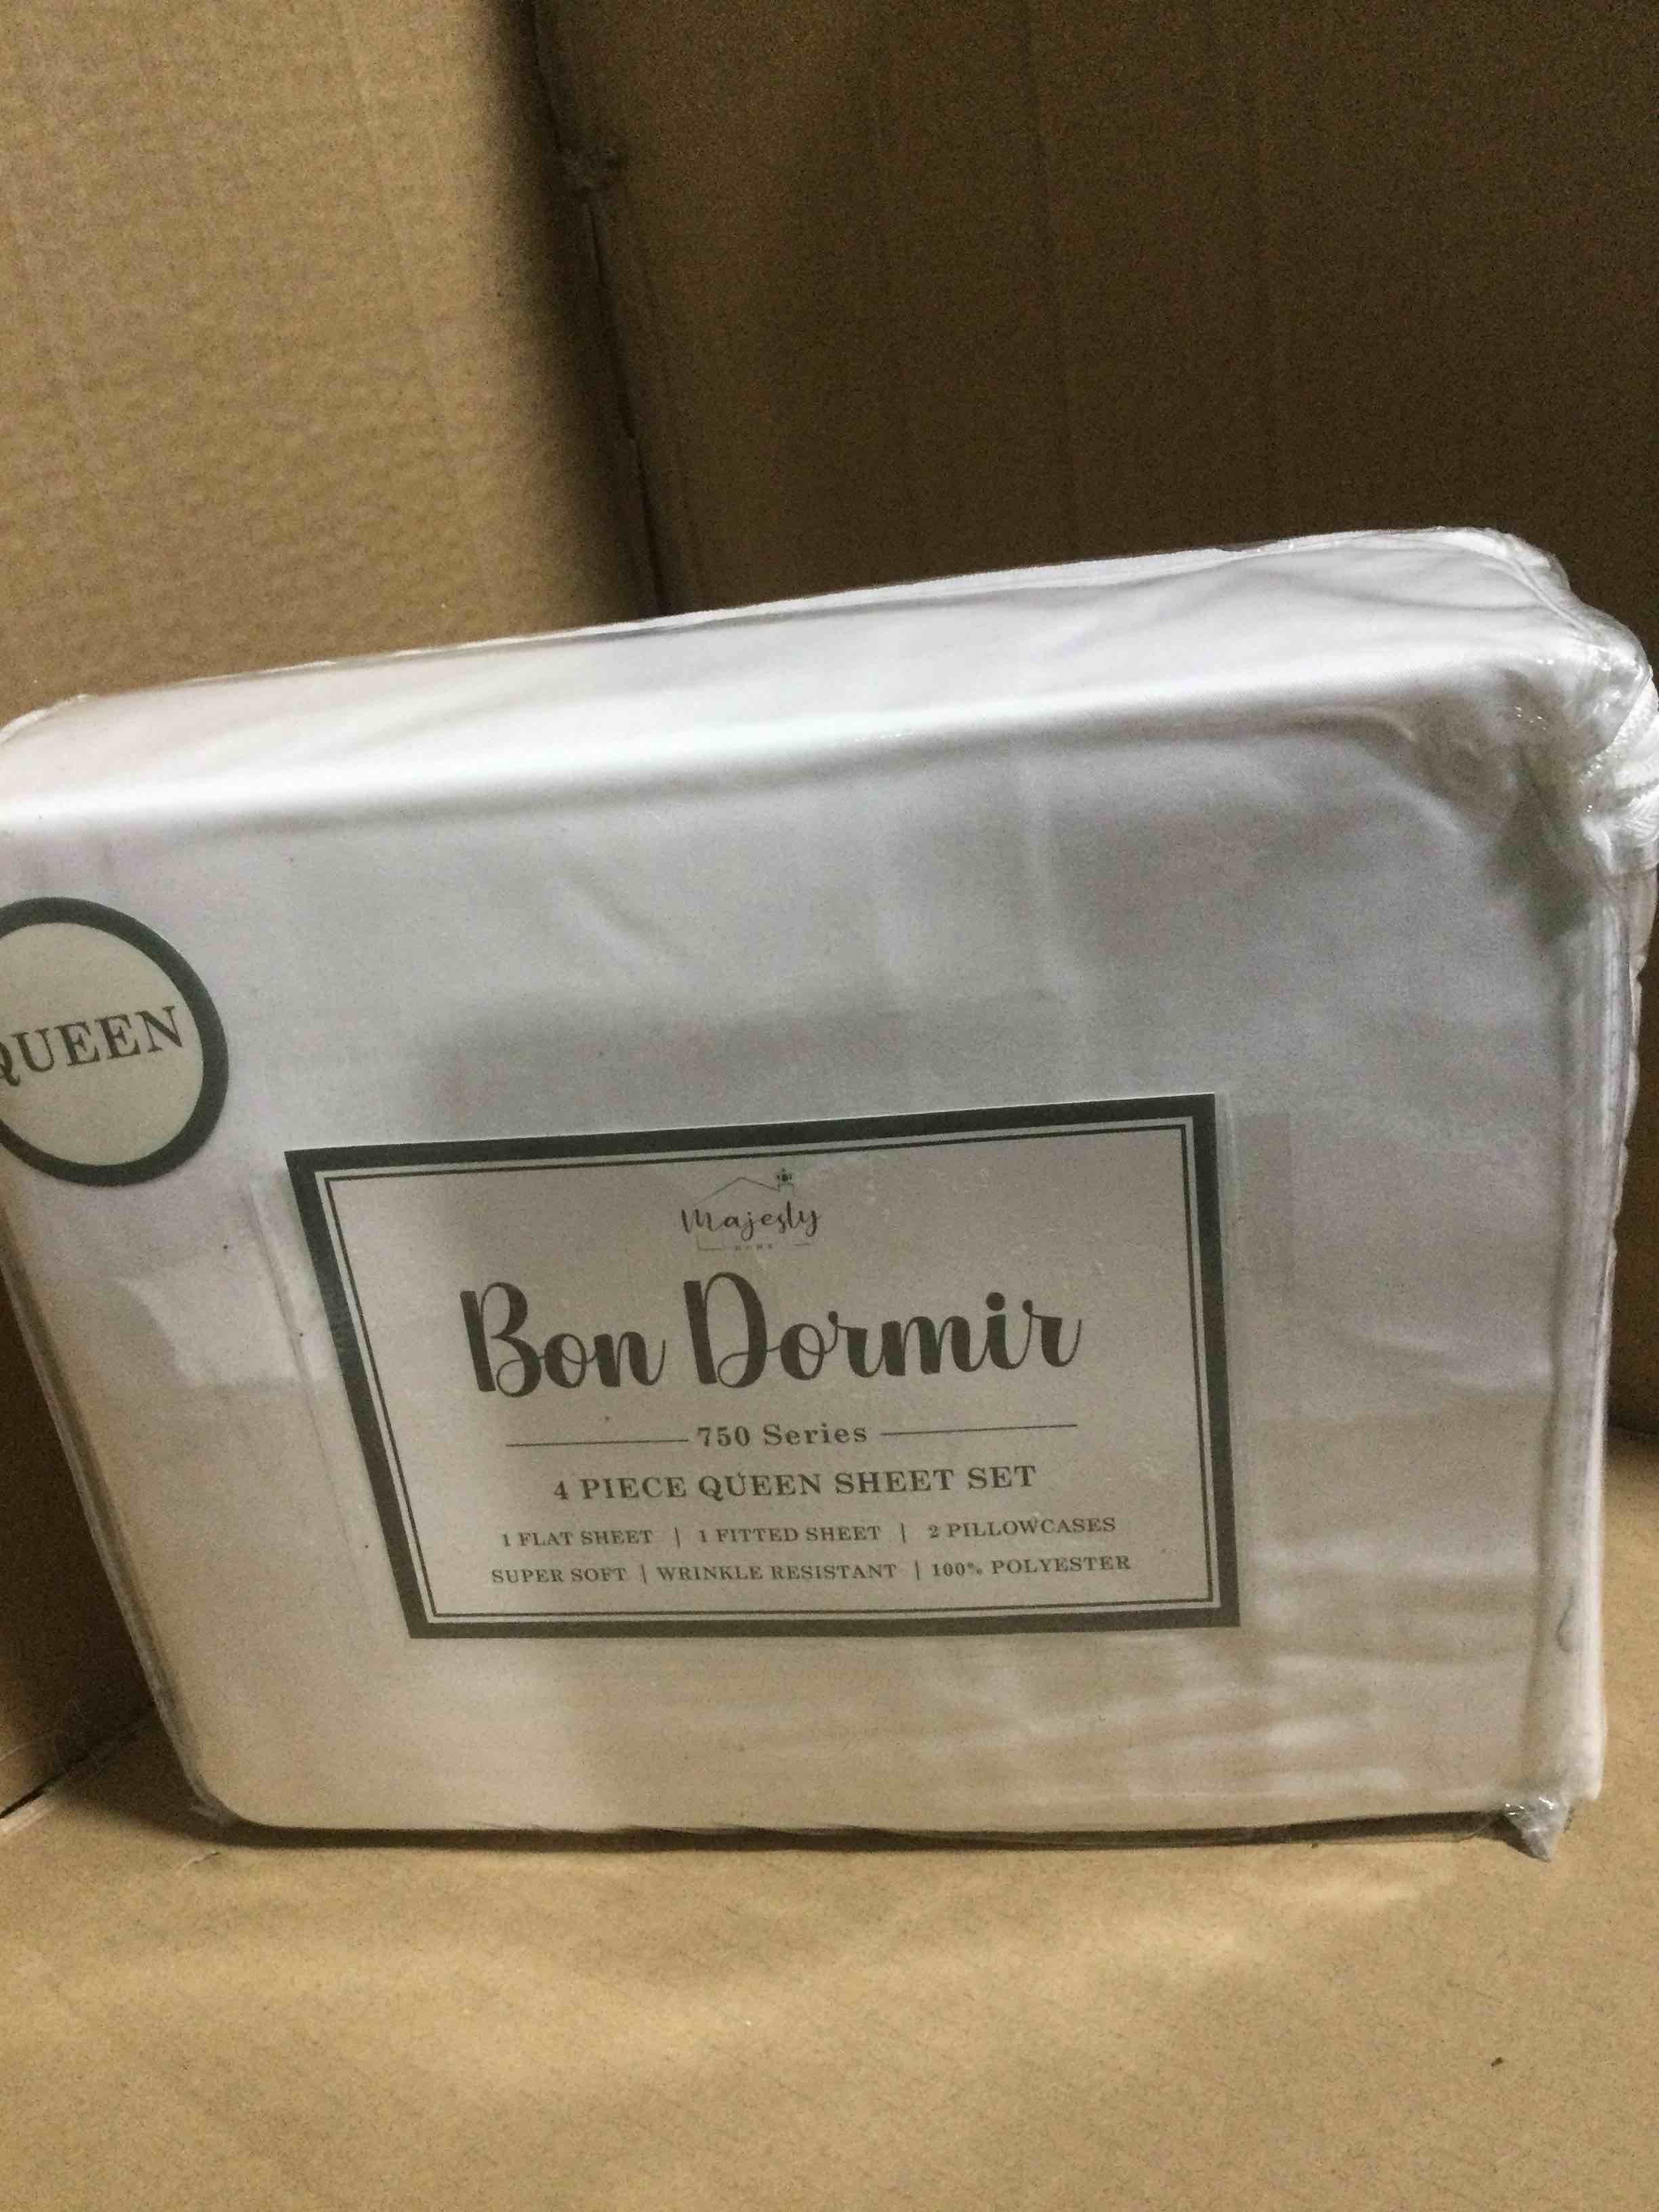 QUEEN
Majesty
HOME
Bon Dormir
750 Series
4 PIECE QUEEN SHEET SET
1 FLAT SHEET | 1 FITTED SHEET | 2 PILLOWCASES
SUPER SOFT | WRINKLE RESISTANT | 100% POLYESTER